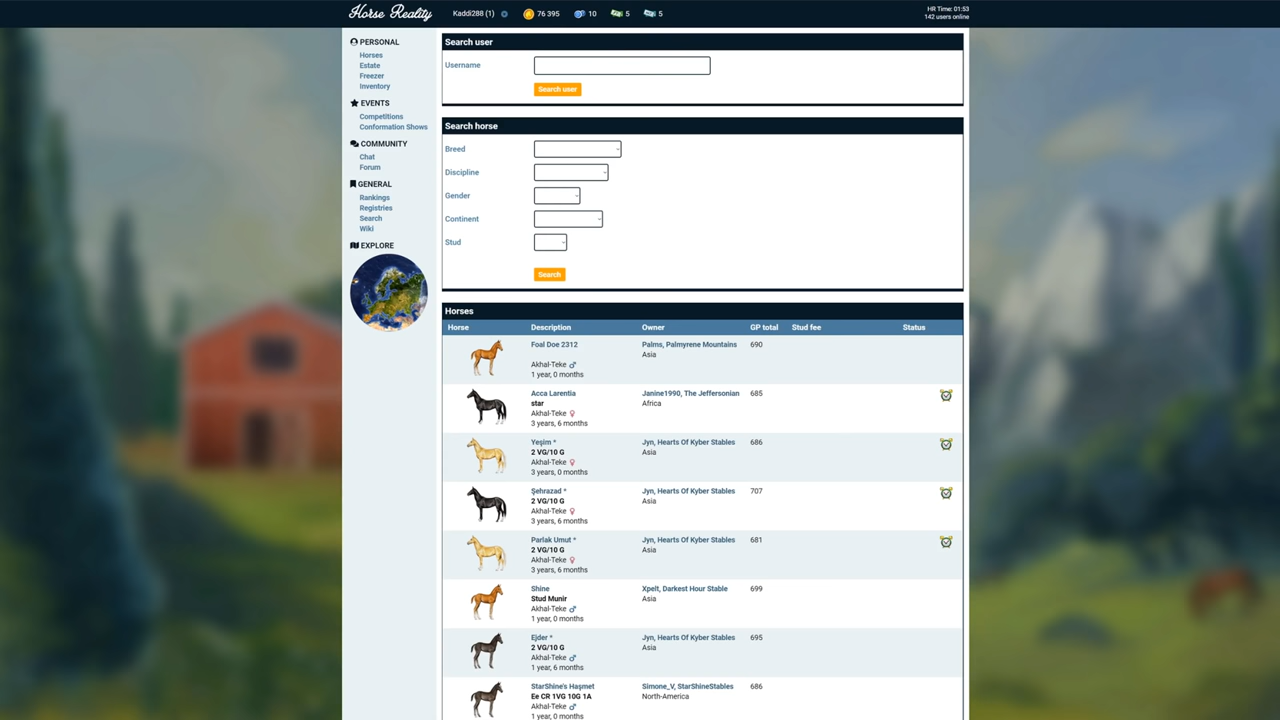 Horse Reality
Kaddi288 (1) 76 395 10 5 5
HR Time: 01:53
142 users online
PERSONAL
Horses
Estate
Freezer
Inventory
EVENTS
Competitions
Conformation Shows
COMMUNITY
Chat
Forum
GENERAL
Rankings
Registries
Search
Wiki
EXPLORE
Search user
Username
Search user
Search horse
Breed
Discipline
Gender
Continent
Stud
Search
Horses
Horse Description Owner GP total Stud fee Status
Foal Doe 2312 Palms, Palmyrene Mountains 690
Asia
Akhal-Teke ♂
1 year, 0 months
Acca Larentia Janine1990, The Jeffersonian 685
star Africa
Akhal-Teke ♀
3 years, 6 months
Yeşim * Jyn, Hearts Of Kyber Stables 686
2 VG/10 G Asia
Akhal-Teke ♀
3 years, 0 months
Şehrazad * Jyn, Hearts Of Kyber Stables 707
2 VG/10 G Asia
Akhal-Teke ♀
3 years, 6 months
Parlak Umut * Jyn, Hearts Of Kyber Stables 681
2 VG/10 G Asia
Akhal-Teke ♀
3 years, 6 months
Shine Xpelt, Darkest Hour Stable 699
Stud Munir Asia
Akhal-Teke ♂
1 year, 0 months
Ejder * Jyn, Hearts Of Kyber Stables 695
2 VG/10 G Asia
Akhal-Teke ♂
1 year, 6 months
StarShine's Haşmet Simone_V, StarShineStables 686
Ee CR 1VG 10G 1A North-America
Akhal-Teke ♂
1 year, 0 months